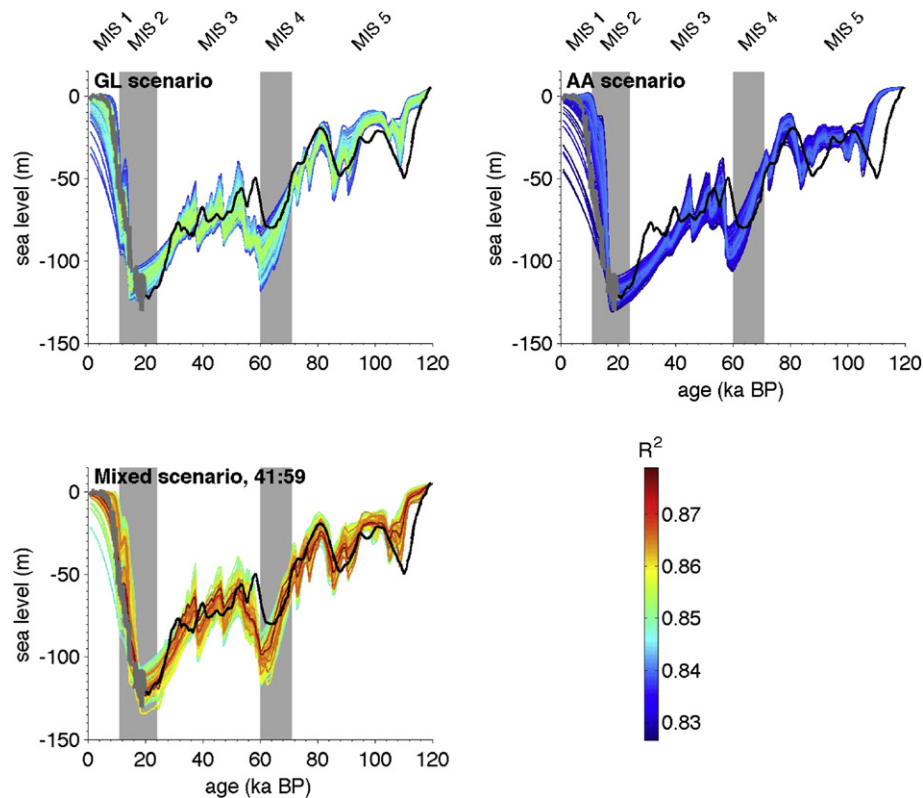 MIS 1
MIS 2
MIS 3
MIS 4
MIS 5
MIS 1
MIS 2
MIS 3
MIS 4
MIS 5
GL scenario
0
-50
-100
-150
sea level (m)
0 20 40 60 80 100 120
AA scenario
0
-50
-100
-150
sea level (m)
0 20 40 60 80 100 120
age (ka BP)
Mixed scenario, 41:59
0
-50
-100
-150
sea level (m)
0 20 40 60 80 100 120
age (ka BP)
R²
0.87
0.86
0.85
0.84
0.83